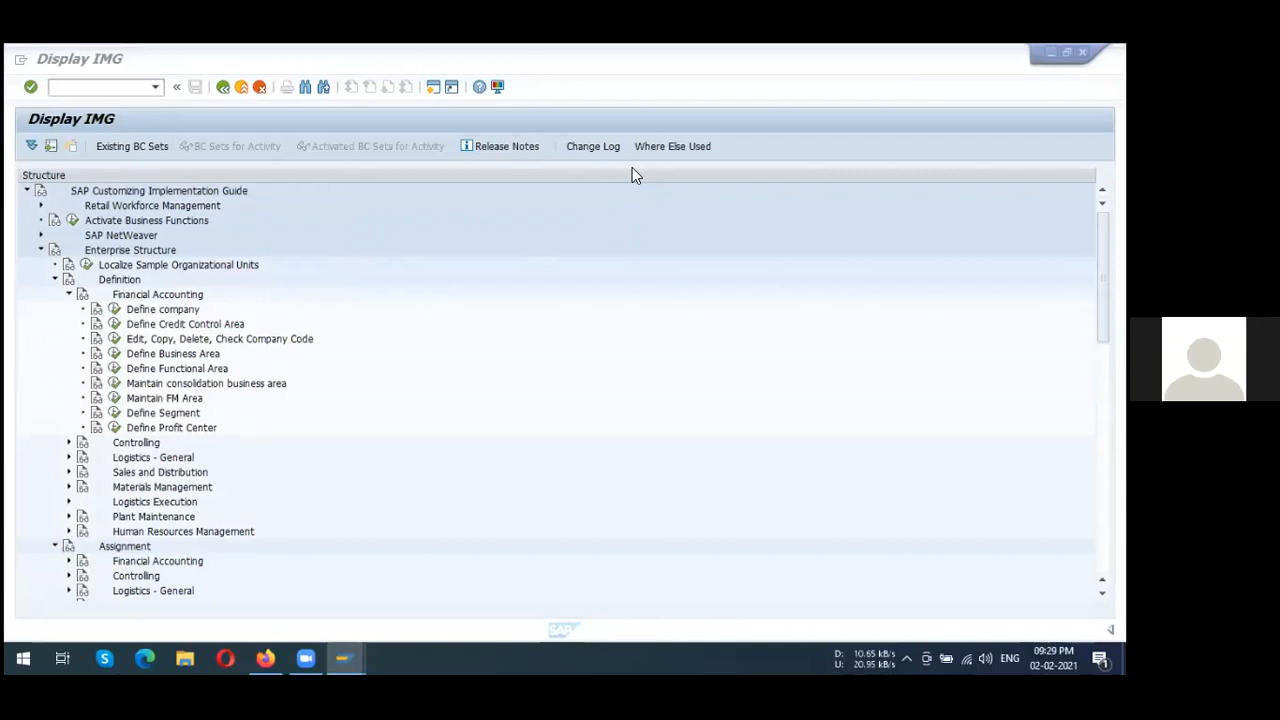 Display IMG
Display IMG
Existing BC Sets BC Sets for Activity Activated BC Sets for Activity Release Notes Change Log Where Else Used
Structure
SAP Customizing Implementation Guide
Retail Workforce Management
Activate Business Functions
SAP NetWeaver
Enterprise Structure
Localize Sample Organizational Units
Definition
Financial Accounting
Define company
Define Credit Control Area
Edit, Copy, Delete, Check Company Code
Define Business Area
Define Functional Area
Maintain consolidation business area
Maintain FM Area
Define Segment
Define Profit Center
Controlling
Logistics - General
Sales and Distribution
Materials Management
Logistics Execution
Plant Maintenance
Human Resources Management
Assignment
Financial Accounting
Controlling
Logistics - General
SAP
D: 10.65 kB/s
U: 20.95 kB/s
ENG
09:29 PM
02-02-2021
1